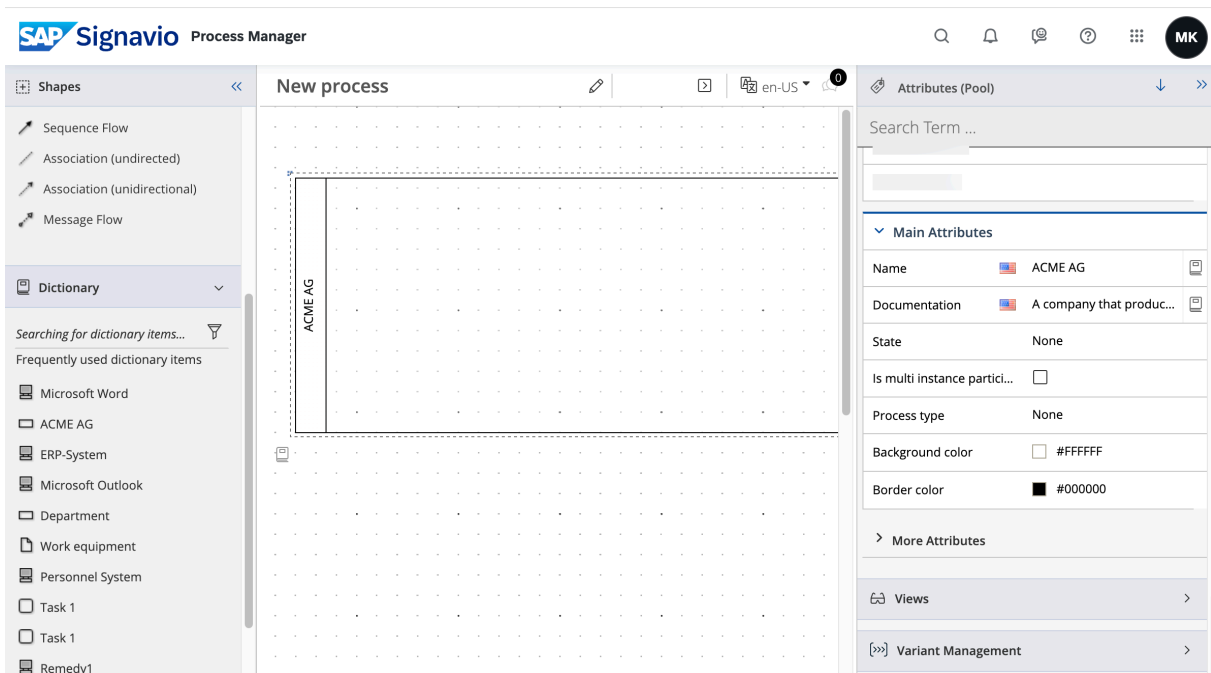 SAP Signavio Process Manager
MK
Shapes
New process
en-US
0
Attributes (Pool)
Sequence Flow
Association (undirected)
Association (unidirectional)
Message Flow
Dictionary
Searching for dictionary items...
Frequently used dictionary items
Microsoft Word
ACME AG
ERP-System
Microsoft Outlook
Department
Work equipment
Personnel System
Task 1
Task 1
Remedy1
ACME AG
Search Term ...
Main Attributes
Name ACME AG
Documentation A company that produc...
State None
Is multi instance partici...
Process type None
Background color #FFFFFF
Border color #000000
More Attributes
Views
Variant Management